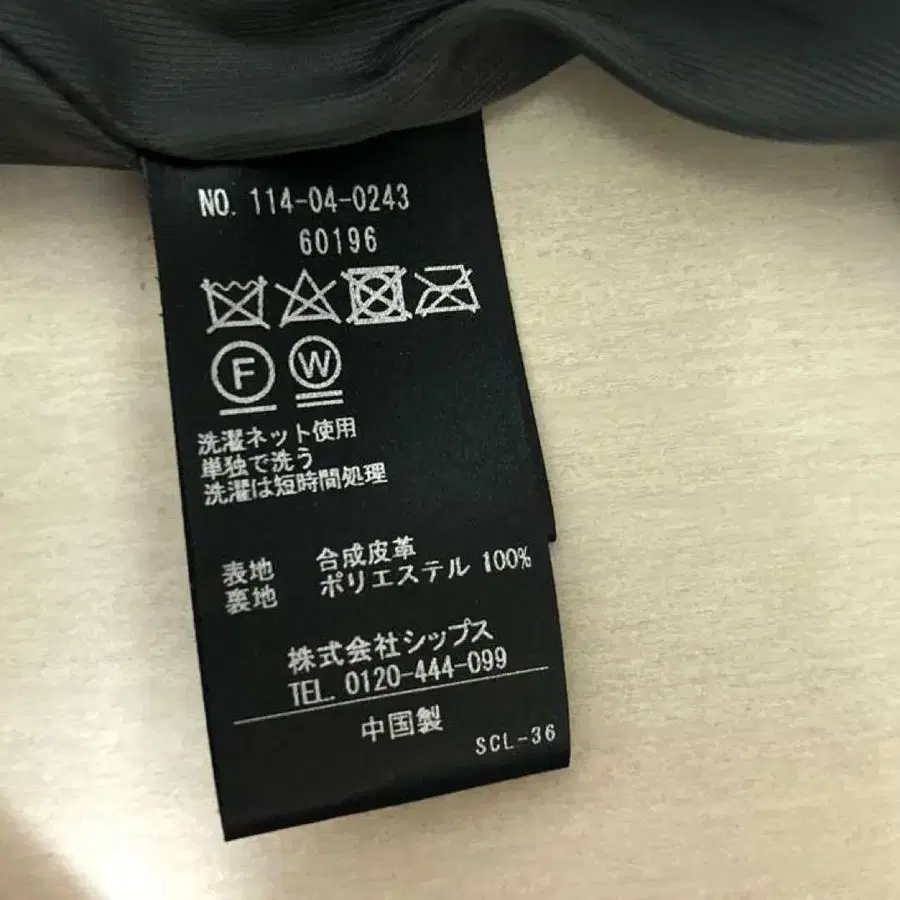 NO. 114-04-0243
60196
F W
洗濯ネット使用
単独で洗う
洗濯は短時間処理
表地 合成皮革
裏地 ポリエステル 100%
株式会社シップス
TEL. 0120-444-099
中国製
SCL-36